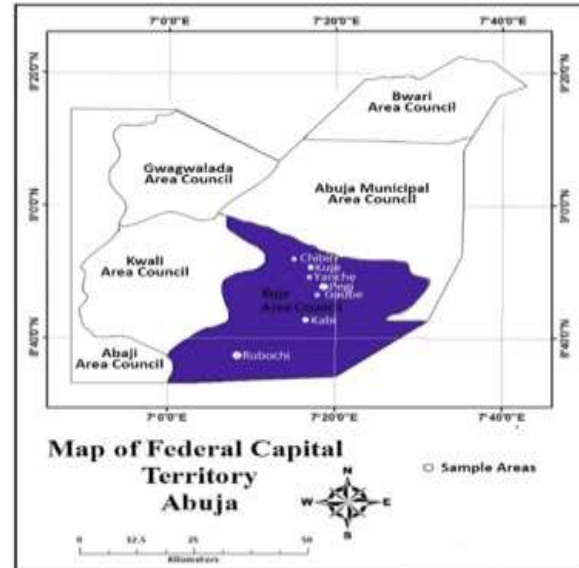 7°0'0"E 7°20'0"E 7°40'0"E
9°20'0"N 9°20'0"N
Bwari
Area Council
Gwagwalada
Area Council
Abuja Municipal
Area Council
9°0'0"N 9°0'0"N
Kwali
Area Council
Chibiri
Kuje
Yanche
Pegi
Gaube
Kuje
Area Council
Kabi
8°40'0"N 8°40'0"N
Abaji
Area Council
Rubochi
7°0'0"E 7°20'0"E 7°40'0"E
Map of Federal Capital
Territory
Abuja
Sample Areas
N
W E
S
0 12.5 25 50
Kilometers